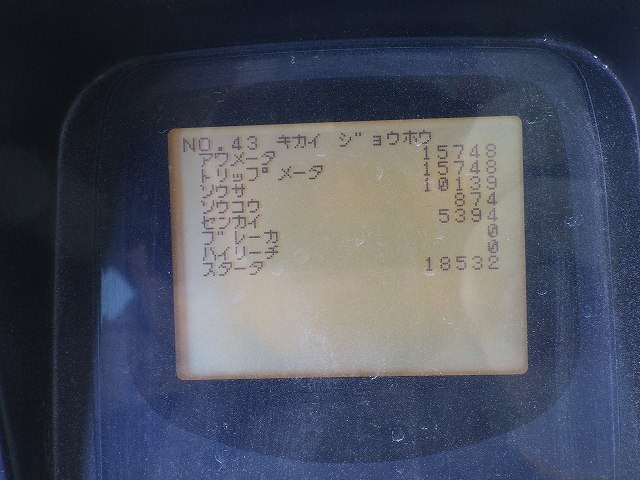 NO.43 キカイ ジョウホウ
アワメータ 15748
トリップメータ 15748
ソウサ 10139
ソウコウ 874
センカイ 5394
ブレーカ 0
ハイリーチ 0
スタータ 18532